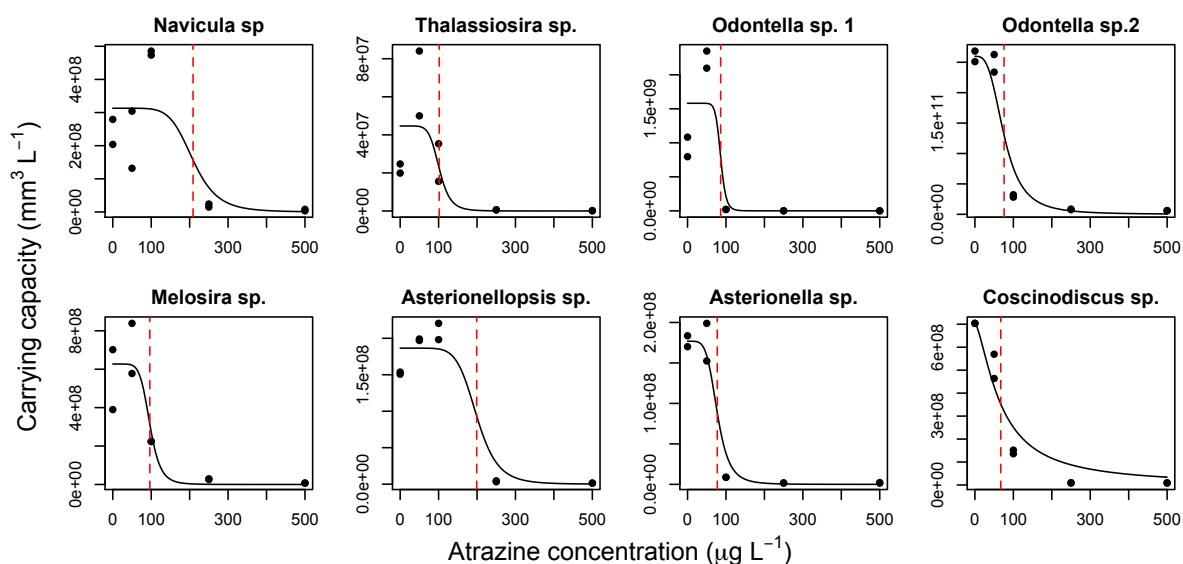 Navicula sp
Thalassiosira sp.
Odontella sp. 1
Odontella sp.2
0e+00 2e+08 4e+08
0 100 300 500
0e+00 4e+07 8e+07
0 100 300 500
0.0e+00 1.5e+09
0 100 300 500
0.0e+00 1.5e+11
0 100 300 500
Carrying capacity (mm³ L⁻¹)
Melosira sp.
Asterionellopsis sp.
Asterionella sp.
Coscinodiscus sp.
0e+00 4e+08 8e+08
0 100 300 500
0.0e+00 1.5e+08
0 100 300 500
0.0e+00 1.0e+08 2.0e+08
0 100 300 500
0e+00 3e+08 6e+08
0 100 300 500
Atrazine concentration (μg L⁻¹)